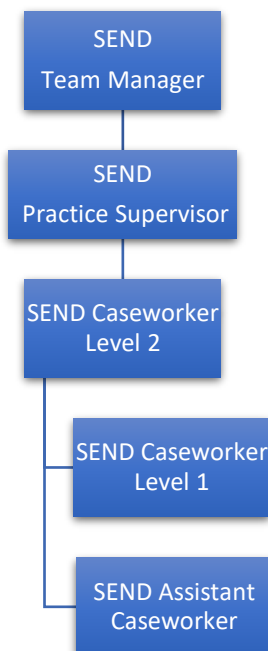 SEND
Team Manager
SEND
Practice Supervisor
SEND Caseworker
Level 2
SEND Caseworker
Level 1
SEND Assistant
Caseworker